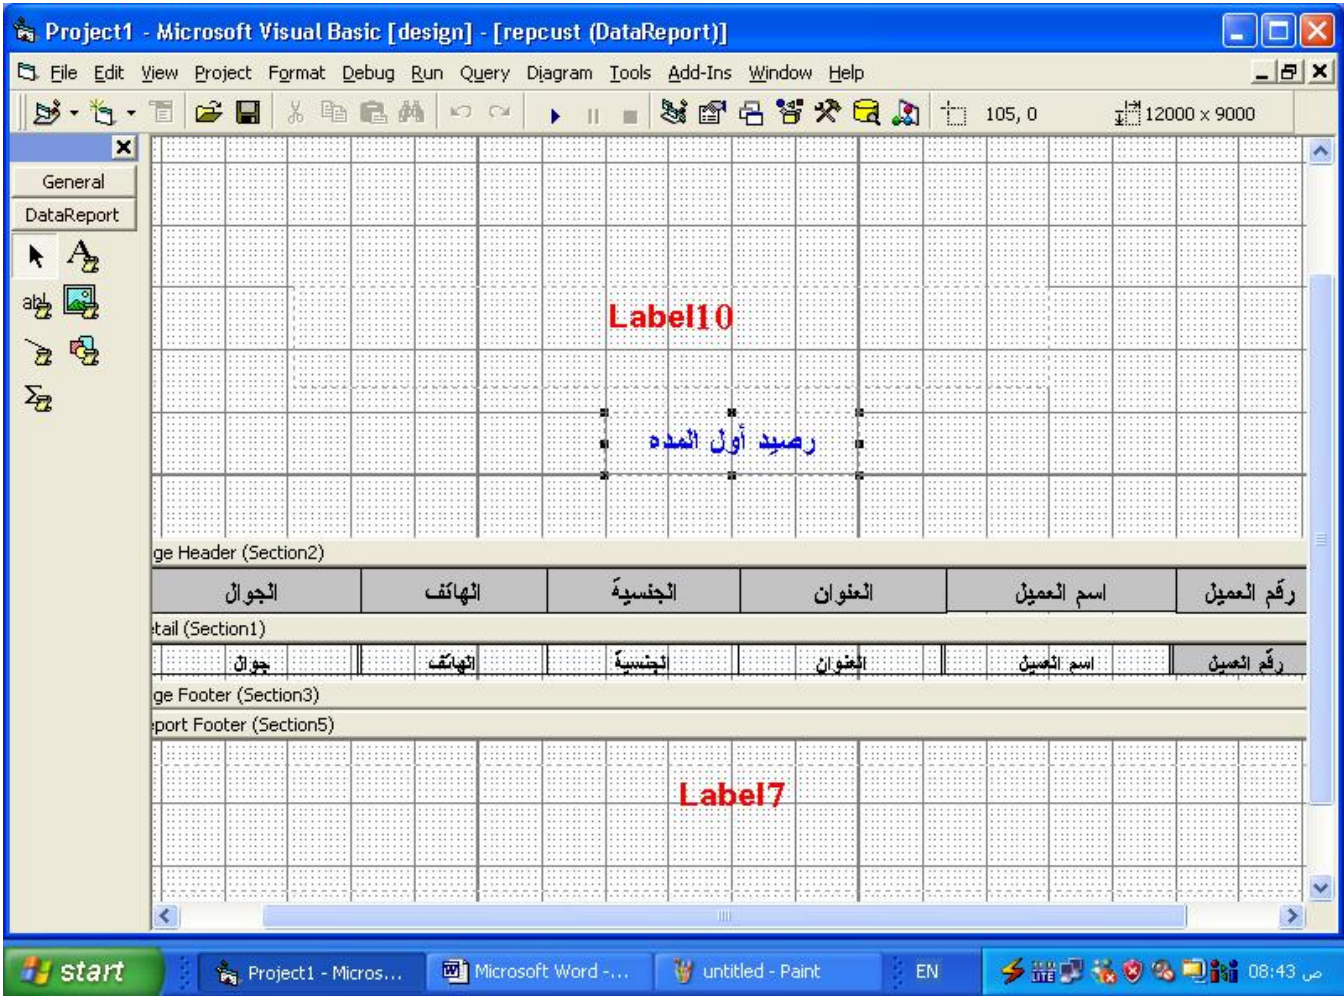 Project1 - Microsoft Visual Basic [design] - [repcust (DataReport)]
File Edit View Project Format Debug Run Query Diagram Tools Add-Ins Window Help
105, 0 12000 x 9000
General
DataReport
Label10
رصيد أول المده
ge Header (Section2)
رقم العميل اسم العميل العنوان الجنسية الهاتف الجوال
tail (Section1)
رقم العميل اسم العميل العنوان الجنسية الهاتف جوال
ge Footer (Section3)
port Footer (Section5)
Label7
start Project1 - Micros... Microsoft Word -... untitled - Paint EN 08:43 ص